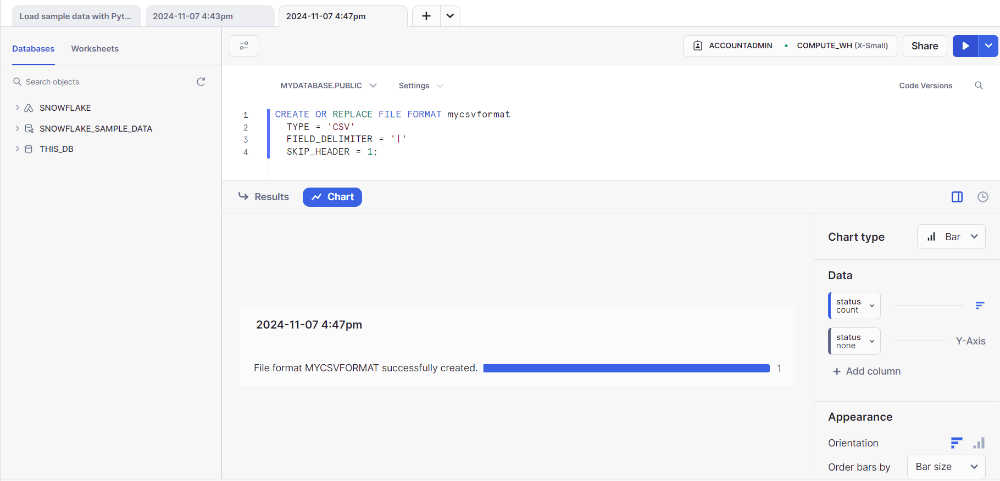 Load sample data with Pyt...
2024-11-07 4:43pm
2024-11-07 4:47pm
Databases
Worksheets
ACCOUNTADMIN
COMPUTE_WH (X-Small)
Share
Search objects
SNOWFLAKE
SNOWFLAKE_SAMPLE_DATA
THIS_DB
MYDATABASE.PUBLIC
Settings
Code Versions
1 CREATE OR REPLACE FILE FORMAT mycsvformat
2 TYPE = 'CSV'
3 FIELD_DELIMITER = '|'
4 SKIP_HEADER = 1;
Results
Chart
Chart type
Bar
Data
status
count
status
none
Y-Axis
+ Add column
2024-11-07 4:47pm
File format MYCSVFORMAT successfully created.
1
Appearance
Orientation
Order bars by
Bar size